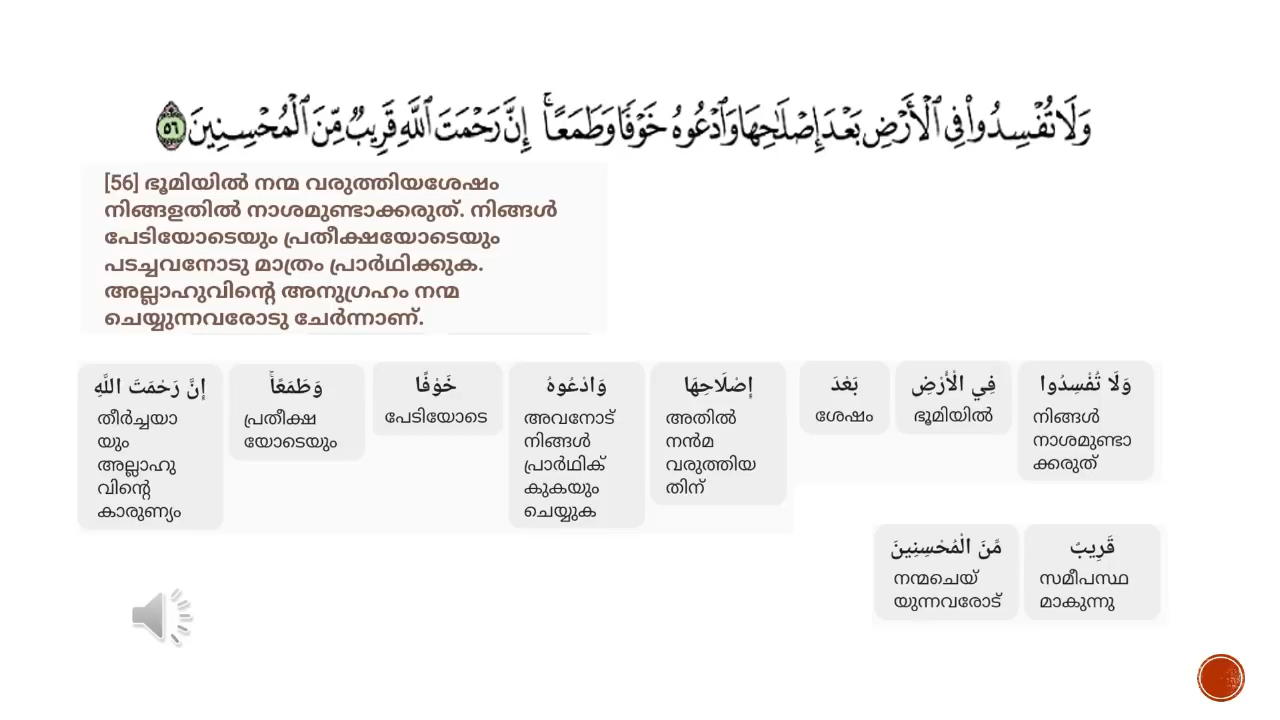 وَلَا تُفْسِدُوا۟ فِى ٱلْأَرْضِ بَعْدَ إِصْلَٰحِهَا وَٱدْعُوهُ خَوْفًا وَطَمَعًا ۚ إِنَّ رَحْمَتَ ٱللَّهِ قَرِيبٌ مِّنَ ٱلْمُحْسِنِينَ ٥٦
[56] ഭൂമിയിൽ നന്മ വരുത്തിയശേഷം
നിങ്ങളതിൽ നാശമുണ്ടാക്കരുത്. നിങ്ങൾ
പേടിയോടെയും പ്രതീക്ഷയോടെയും
പടച്ചവനോടു മാത്രം പ്രാർഥിക്കുക.
അല്ലാഹുവിന്റെ അനുഗ്രഹം നന്മ
ചെയ്യുന്നവരോടു ചേർന്നാണ്.
وَلَا تُفْسِدُوا
നിങ്ങൾ
നാശമുണ്ടാ
ക്കരുത്
فِي الْأَرْضِ
ഭൂമിയിൽ
بَعْدَ
ശേഷം
إِصْلَاحِهَا
അതിൽ
നൻമ
വരുത്തിയ
തിന്
وَادْعُوهُ
അവനോട്
നിങ്ങൾ
പ്രാർഥിക്
കുകയും
ചെയ്യുക
خَوْفًا
പേടിയോടെ
وَطَمَعًاۚ
പ്രതീക്ഷ
യോടെയും
إِنَّ رَحْمَتَ اللَّهِ
തീർച്ചയാ
യും
അല്ലാഹു
വിന്റെ
കാരുണ്യം
قَرِيبٌ
സമീപസ്ഥ
മാകുന്നു
مِّنَ الْمُحْسِنِينَ
നന്മചെയ്
യുന്നവരോട്